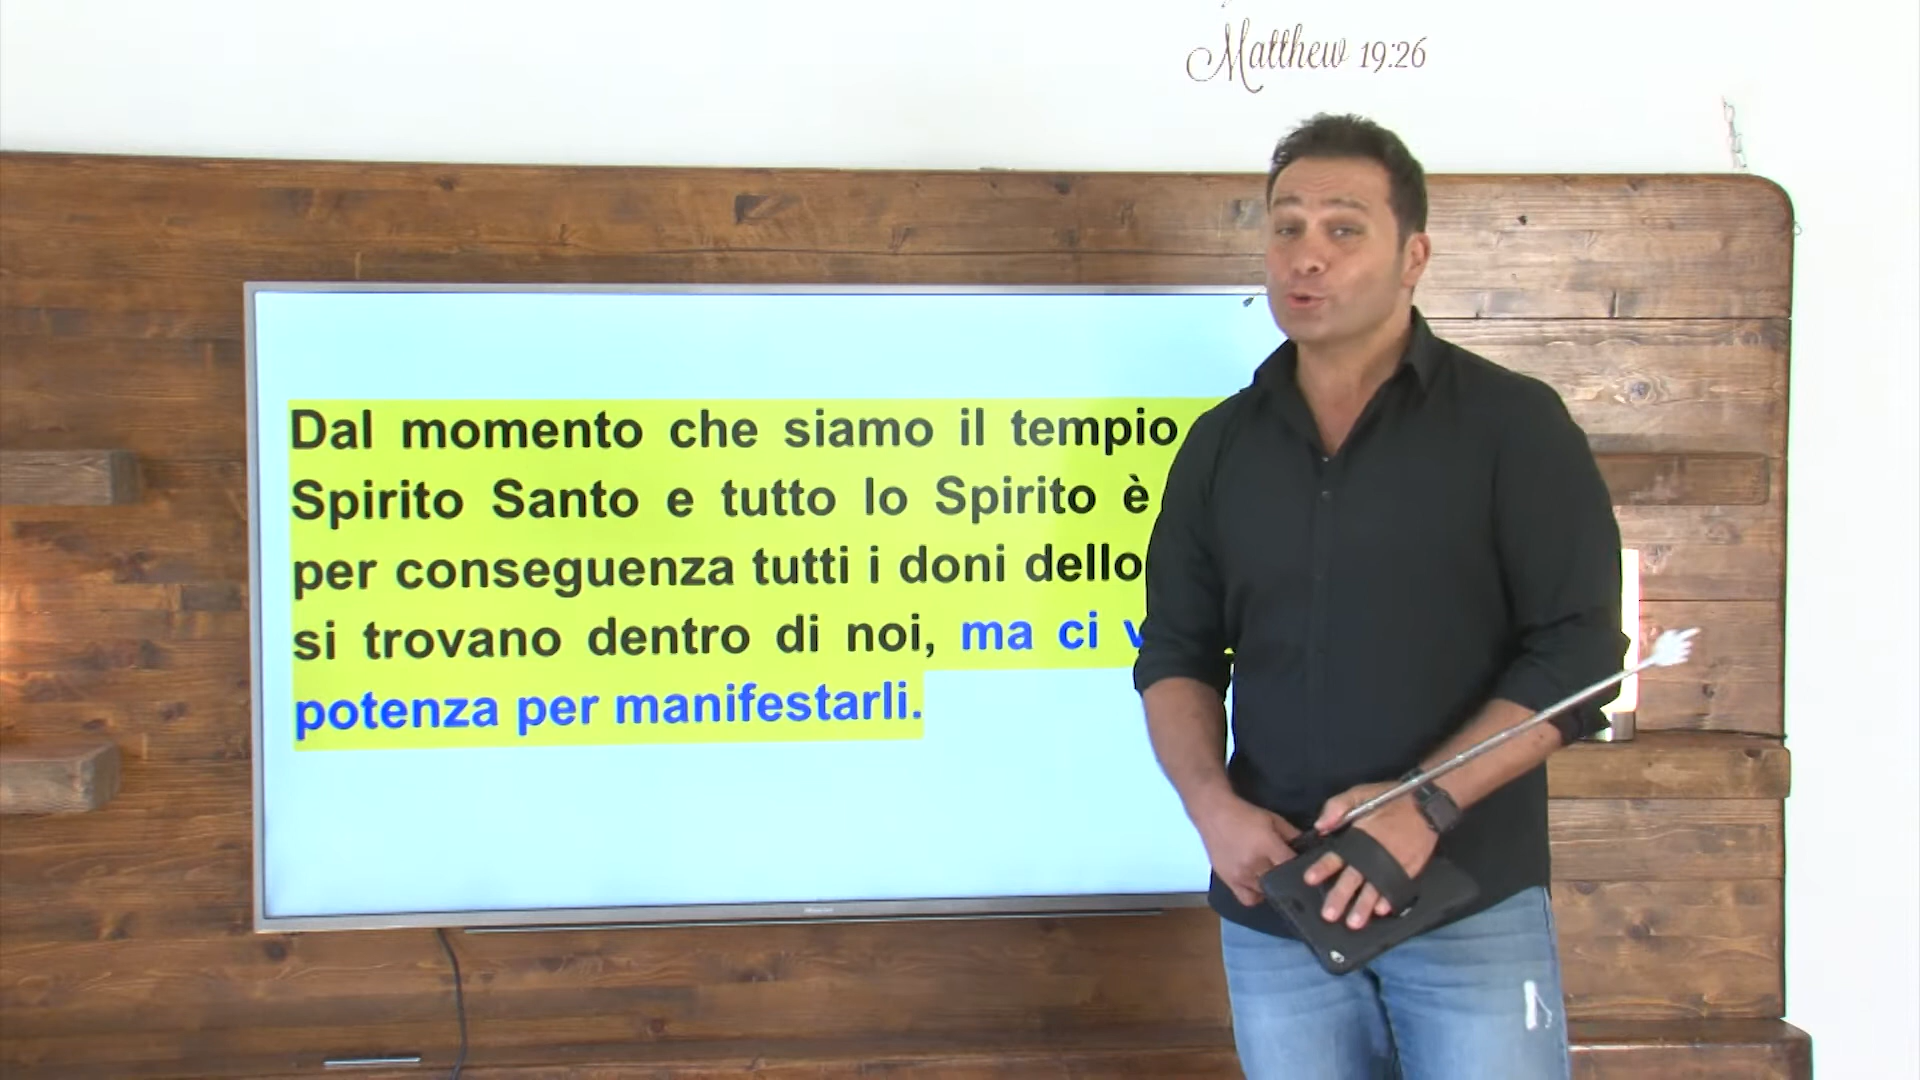 Matthew 19:26
Dal momento che siamo il tempio
Spirito Santo e tutto lo Spirito è
per conseguenza tutti i doni dello
si trovano dentro di noi, ma ci
potenza per manifestarli.